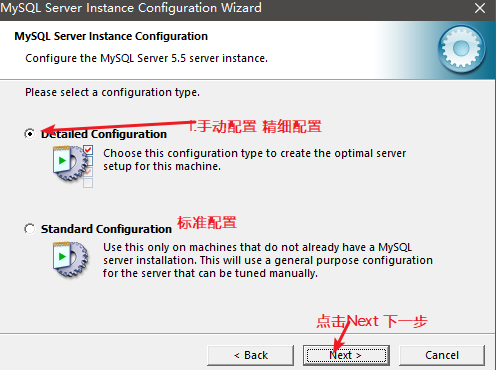 MySQL Server Instance Configuration Wizard
MySQL Server Instance Configuration
Configure the MySQL Server 5.5 server instance.
Please select a configuration type.
1.手动配置 精细配置
Detailed Configuration
Choose this configuration type to create the optimal server
setup for this machine.
标准配置
Standard Configuration
Use this only on machines that do not already have a MySQL
server installation. This will use a general purpose configuration
for the server that can be tuned manually.
点击Next 下一步
< Back
Next >
Cancel